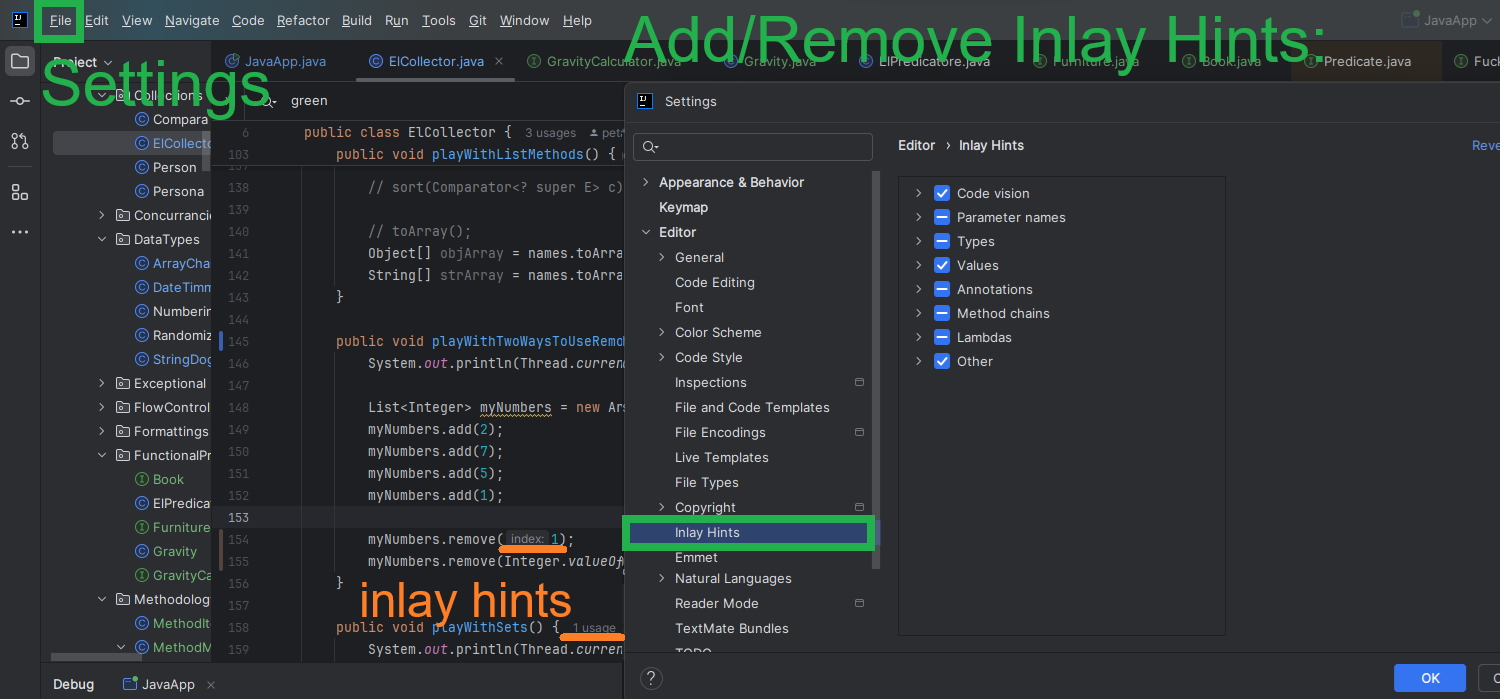 File Edit View Navigate Code Refactor Build Run Tools Git Window Help JavaApp
Add/Remove Inlay Hints:
Project
Settings
JavaApp.java ElCollector.java GravityCalculator.java Gravity.java ElPredicatore.java Furniture.java Book.java Predicate.java
Collections
Compara
ElCollecto
Person
Persona
Concurranci
DataTypes
ArrayCha
DateTimm
Numberin
Randomiz
StringDog
Exceptional
FlowControl
Formattings
FunctionalPr
Book
ElPredicat
Furniture
Gravity
GravityCa
Methodolog
MethodIt
MethodM
green
6 public class ElCollector { 3 usages
103 public void playWithListMethods() {
138 // sort(Comparator<? super E> c)
139
140 // toArray();
141 Object[] objArray = names.toArra
142 String[] strArray = names.toArra
143 }
144
145 public void playWithTwoWaysToUseRemo
146 System.out.println(Thread.curren
147
148 List<Integer> myNumbers = new Arr
149 myNumbers.add(2);
150 myNumbers.add(7);
151 myNumbers.add(5);
152 myNumbers.add(1);
153
154 myNumbers.remove( index: 1);
155 myNumbers.remove(Integer.valueOf
156 }
157
inlay hints
158 public void playWithSets() { 1 usage
159 System.out.println(Thread.curren
Settings
Appearance & Behavior
Keymap
Editor
General
Code Editing
Font
Color Scheme
Code Style
Inspections
File and Code Templates
File Encodings
Live Templates
File Types
Copyright
Inlay Hints
Emmet
Natural Languages
Reader Mode
TextMate Bundles
TODO
Editor › Inlay Hints Reve
Code vision
Parameter names
Types
Values
Annotations
Method chains
Lambdas
Other
? OK
Debug JavaApp